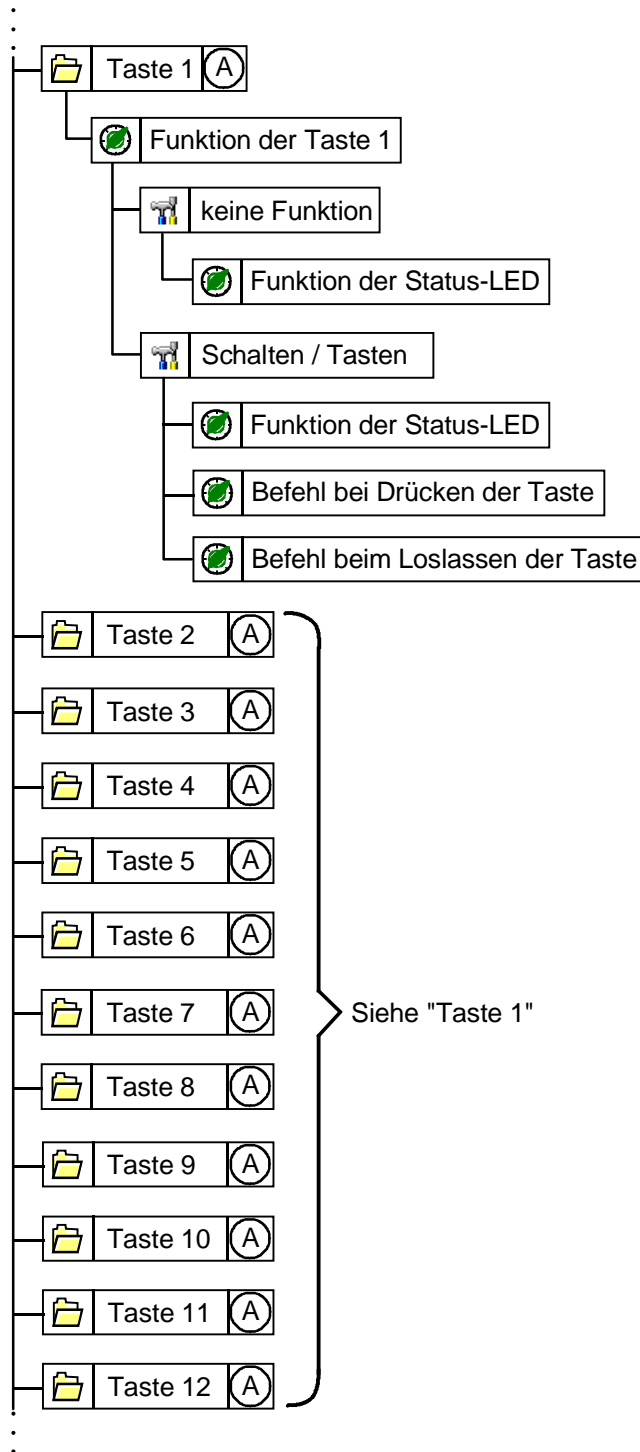 Taste 1 A
Funktion der Taste 1
keine Funktion
Funktion der Status-LED
Schalten / Tasten
Funktion der Status-LED
Befehl bei Drücken der Taste
Befehl beim Loslassen der Taste
Taste 2 A
Taste 3 A
Taste 4 A
Taste 5 A
Taste 6 A
Taste 7 A
Siehe "Taste 1"
Taste 8 A
Taste 9 A
Taste 10 A
Taste 11 A
Taste 12 A